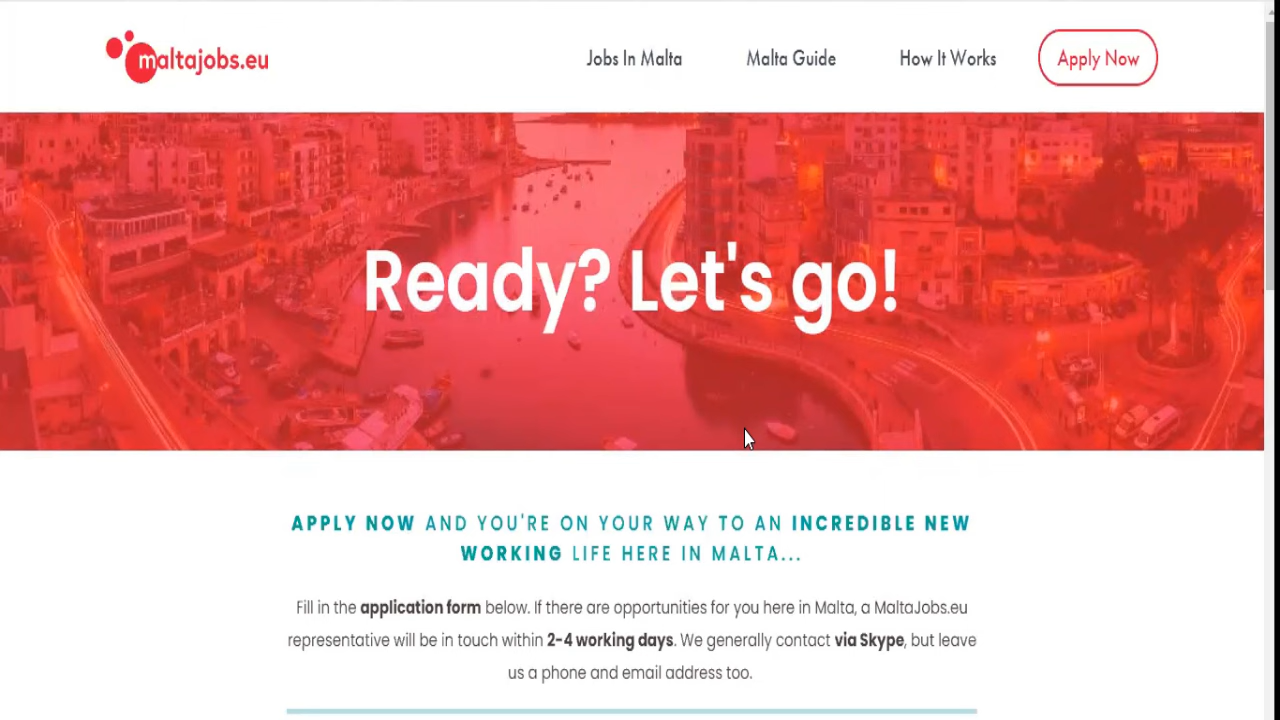 maltajobs.eu
Jobs In Malta
Malta Guide
How It Works
Apply Now
Ready? Let's go!
APPLY NOW AND YOU'RE ON YOUR WAY TO AN INCREDIBLE NEW
WORKING LIFE HERE IN MALTA...
Fill in the application form below. If there are opportunities for you here in Malta, a MaltaJobs.eu
representative will be in touch within 2-4 working days. We generally contact via Skype, but leave
us a phone and email address too.